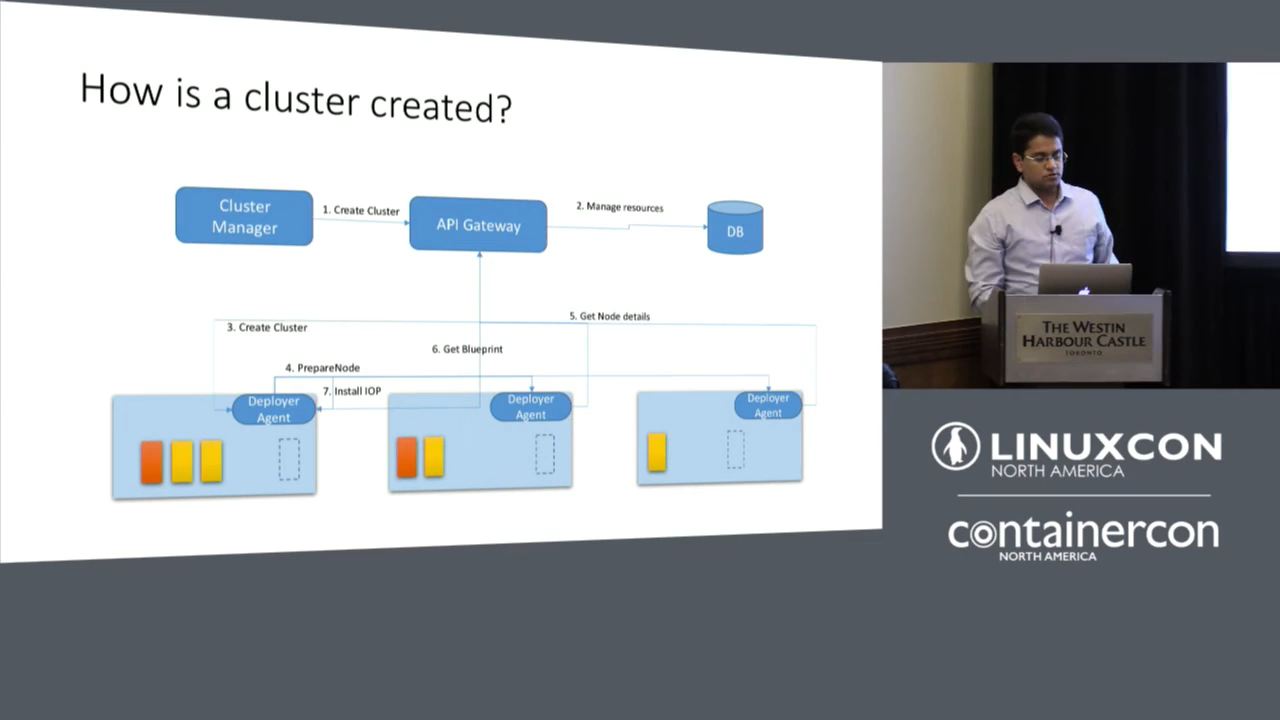 How is a cluster created?
Cluster
Manager
1. Create Cluster
API Gateway
2. Manage resources
DB
3. Create Cluster
5. Get Node details
6. Get Blueprint
4. PrepareNode
7. Install IOP
Deployer
Agent
Deployer
Agent
Deployer
Agent
THE WESTIN
HARBOUR CASTLE
TORONTO
LINUXCON
NORTH AMERICA
containercon
NORTH AMERICA